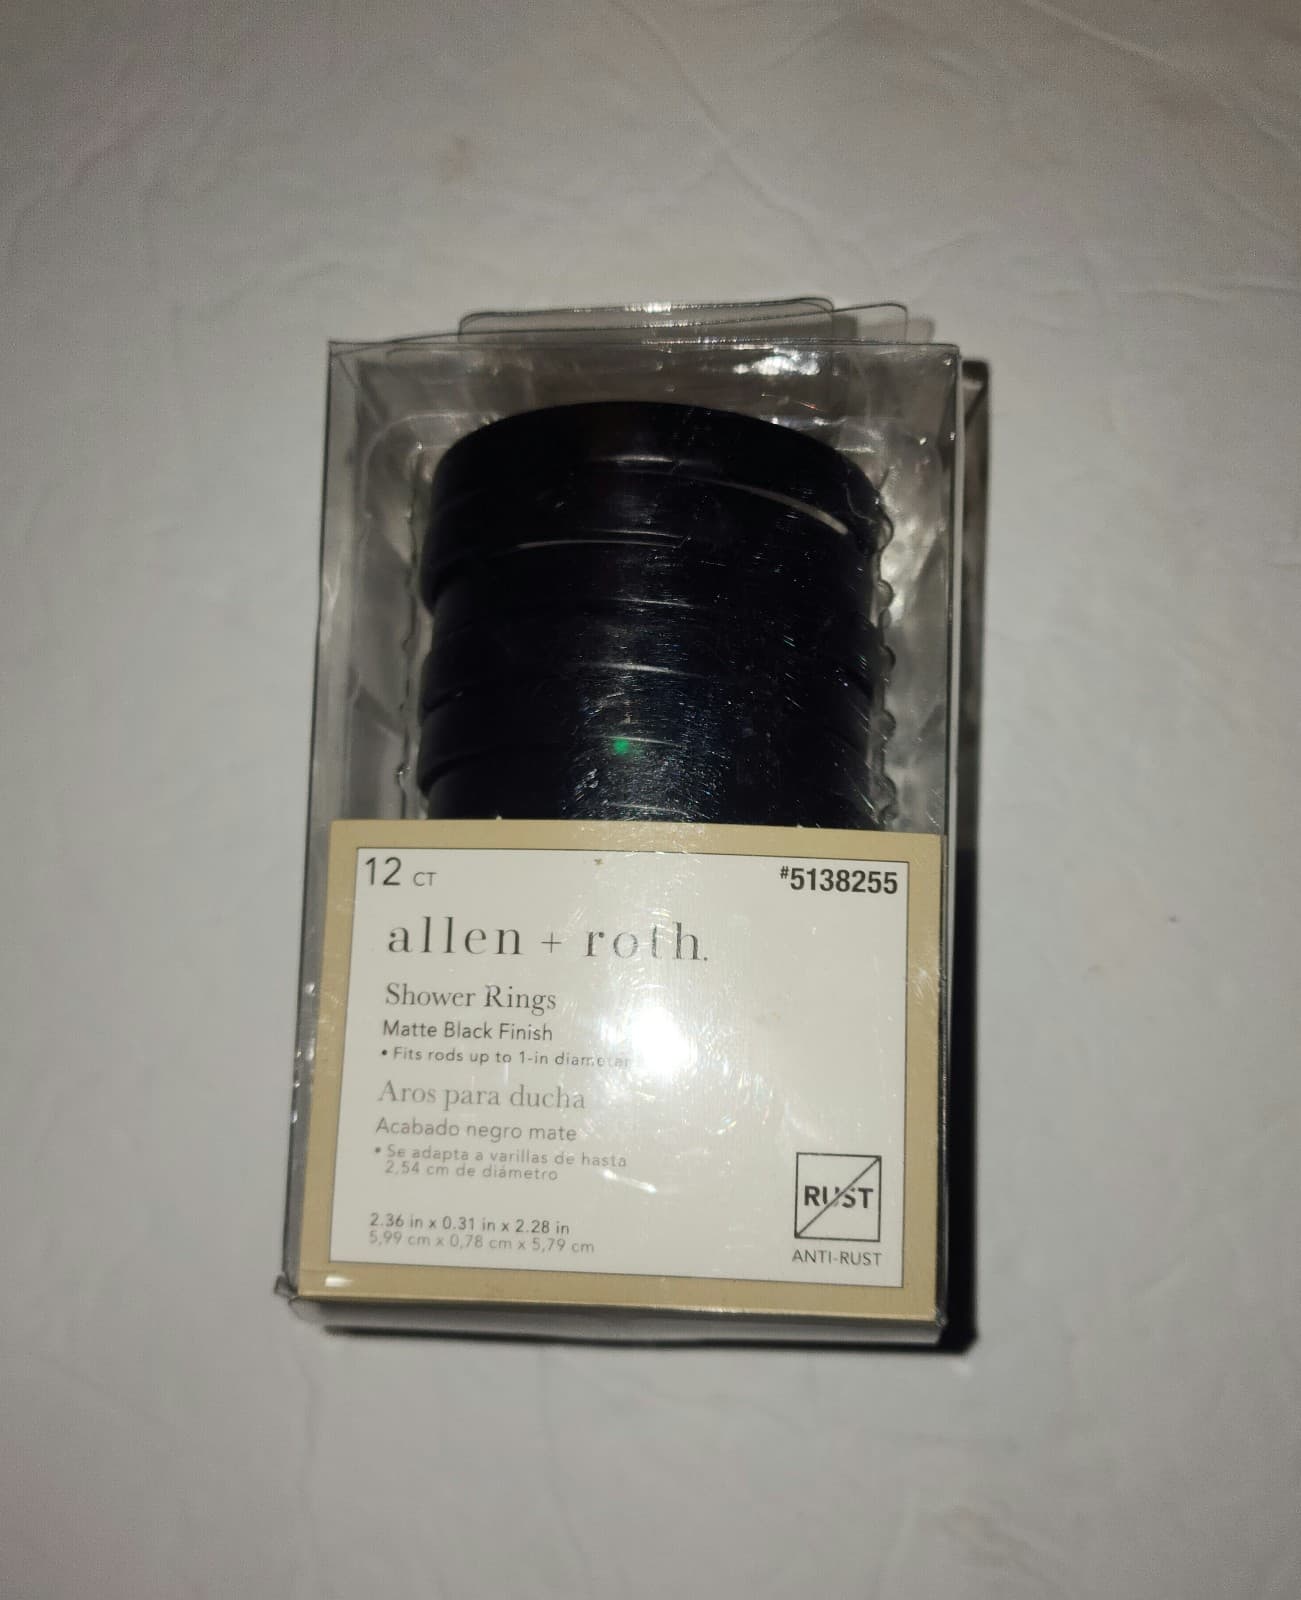 12 CT
#5138255
allen + roth.
Shower Rings
Matte Black Finish
• Fits rods up to 1-in diameter
Aros para ducha
Acabado negro mate
• Se adapta a varillas de hasta
2,54 cm de diámetro
2.36 in x 0.31 in x 2.28 in
5,99 cm x 0,78 cm x 5,79 cm
RUST
ANTI-RUST